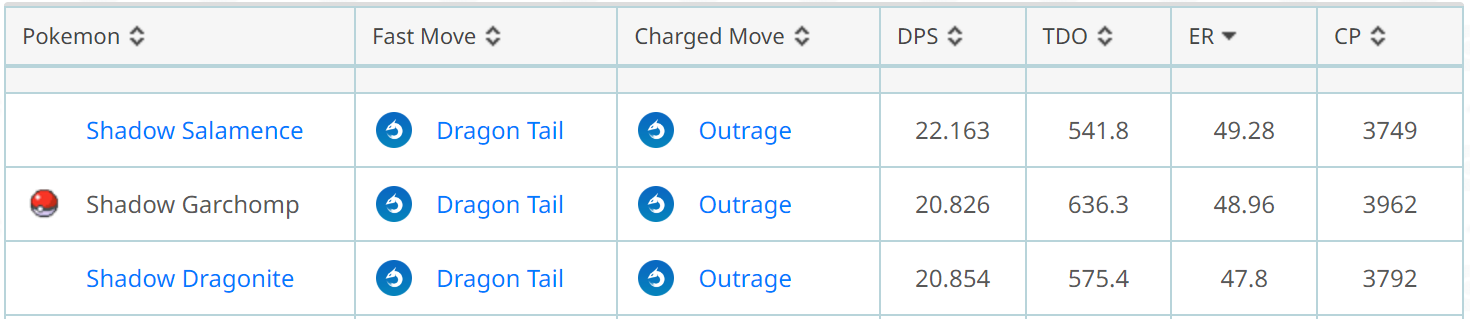 Pokemon Fast Move Charged Move DPS TDO ER CP
Shadow Salamence Dragon Tail Outrage 22.163 541.8 49.28 3749
Shadow Garchomp Dragon Tail Outrage 20.826 636.3 48.96 3962
Shadow Dragonite Dragon Tail Outrage 20.854 575.4 47.8 3792